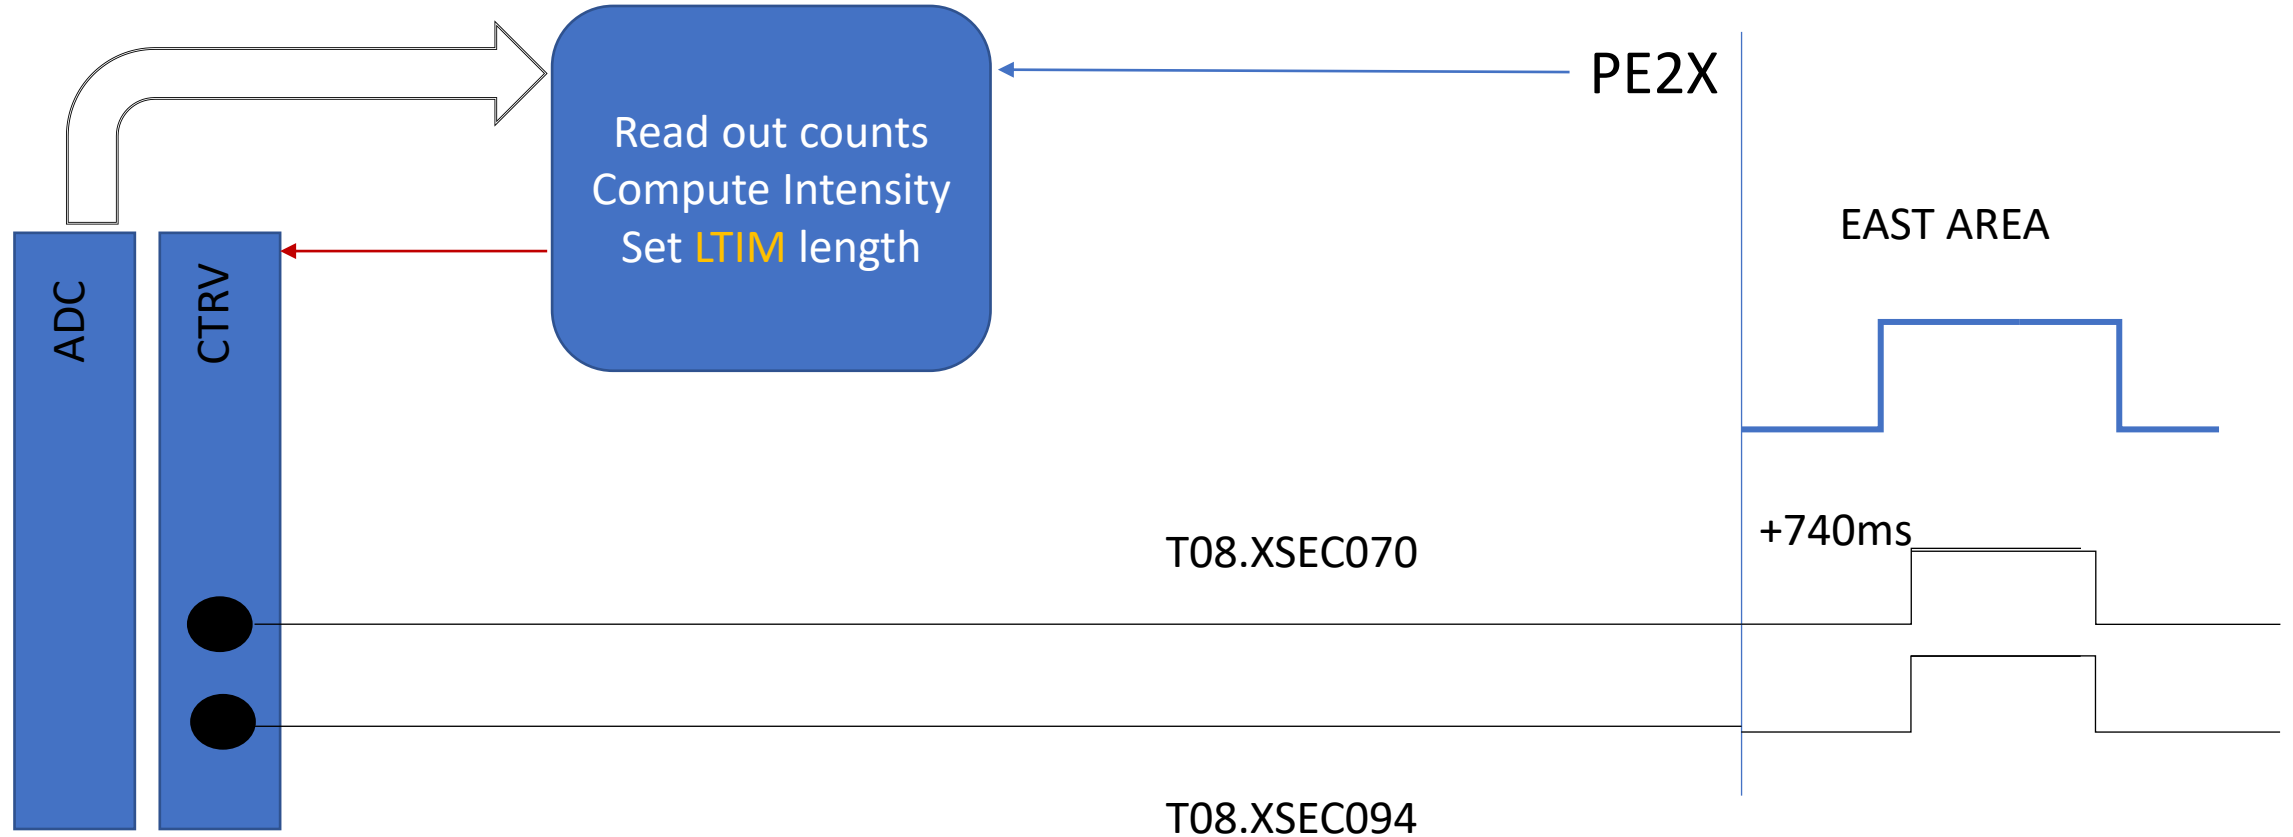 PE2X
Read out counts
Compute Intensity
Set LTIM length
EAST AREA
ADC
CTRV
+740ms
T08.XSEC070
T08.XSEC094